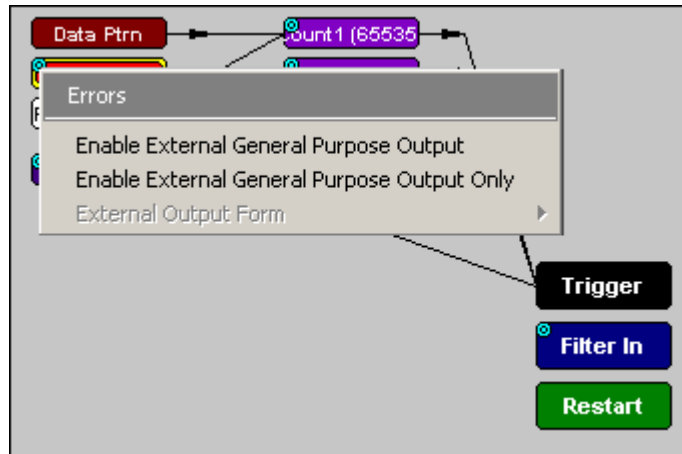 Data Ptrn
ount1 (65535
Errors
Enable External General Purpose Output
Enable External General Purpose Output Only
External Output Form
Trigger
Filter In
Restart